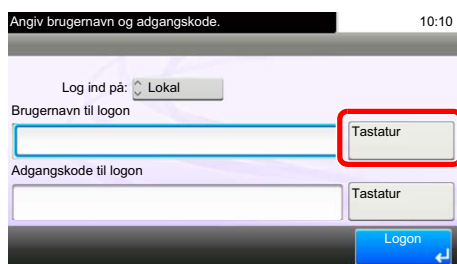 Angiv brugernavn og adgangskode. 10:10
Log ind på: Lokal
Brugernavn til logon
Tastatur
Adgangskode til logon
Tastatur
Logon